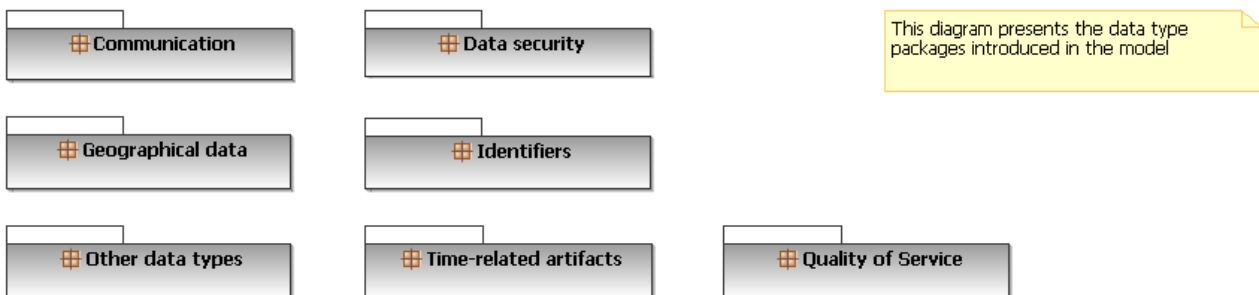 Communication
Data security
This diagram presents the data type
packages introduced in the model
Geographical data
Identifiers
Other data types
Time-related artifacts
Quality of Service